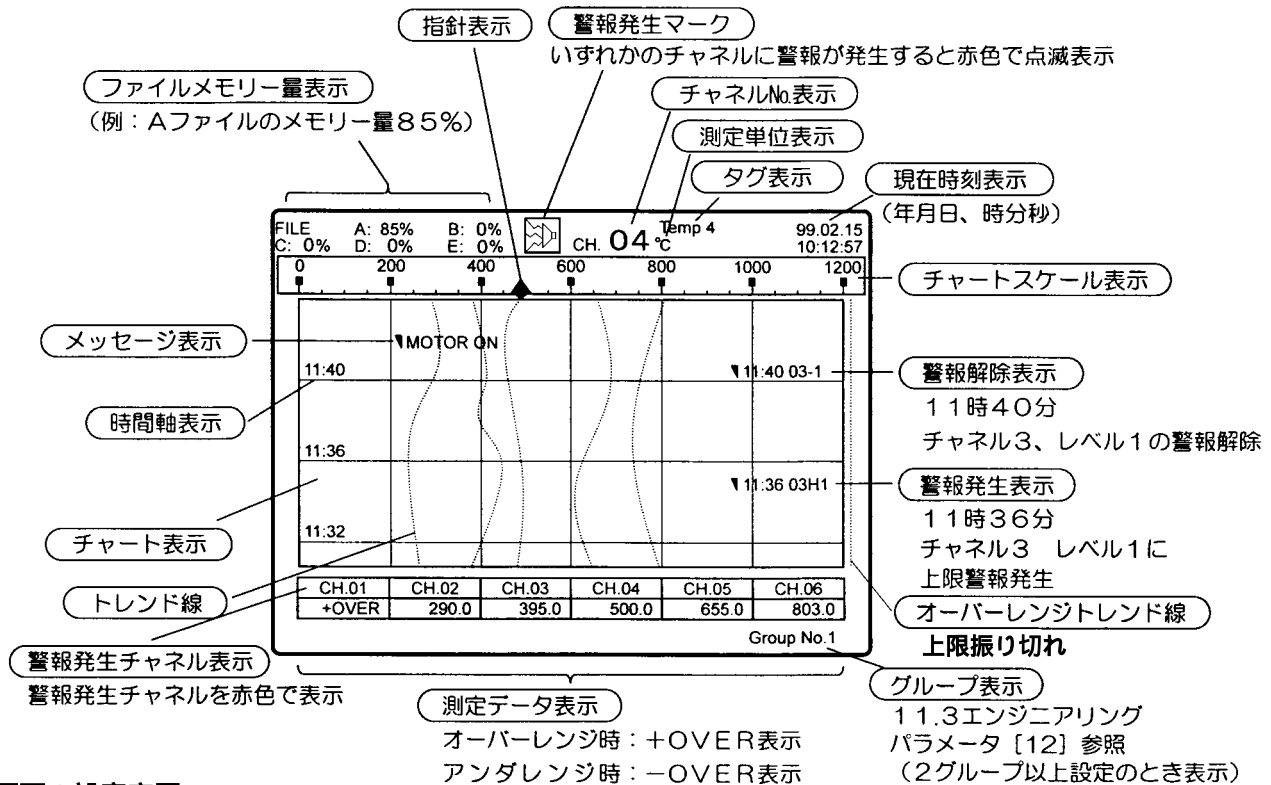 指針表示
警報発生マーク
いずれかのチャネルに警報が発生すると赤色で点滅表示
ファイルメモリー量表示
(例:Aファイルのメモリー量85%)
チャネル№表示
測定単位表示
タグ表示
現在時刻表示
(年月日、時分秒)
FILE A: 85% B: 0%
C: 0% D: 0% E: 0%
CH. 04 ℃
Temp 4
99.02.15
10:12:57
0 200 400 600 800 1000 1200
チャートスケール表示
メッセージ表示
MOTOR ON
11:40
11:40 03-1
警報解除表示
11時40分
チャネル3、レベル1の警報解除
時間軸表示
11:36
11:36 03H1
警報発生表示
11時36分
チャネル3 レベル1に
上限警報発生
チャート表示
11:32
トレンド線
CH.01 CH.02 CH.03 CH.04 CH.05 CH.06
+OVER 290.0 395.0 500.0 655.0 803.0
オーバーレンジトレンド線
上限振り切れ
Group No.1
警報発生チャネル表示
警報発生チャネルを赤色で表示
測定データ表示
オーバーレンジ時:+OVER表示
アンダレンジ時:-OVER表示
グループ表示
11.3エンジニアリング
パラメータ[12]参照
(2グループ以上設定のとき表示)